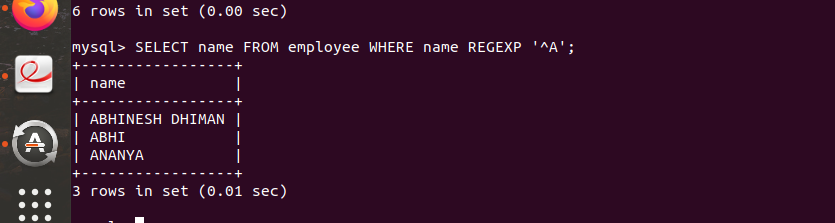 6 rows in set (0.00 sec)
mysql> SELECT name FROM employee WHERE name REGEXP '^A';
+-----------------+
| name            |
+-----------------+
| ABHINESH DHIMAN |
| ABHI            |
| ANANYA          |
+-----------------+
3 rows in set (0.01 sec)